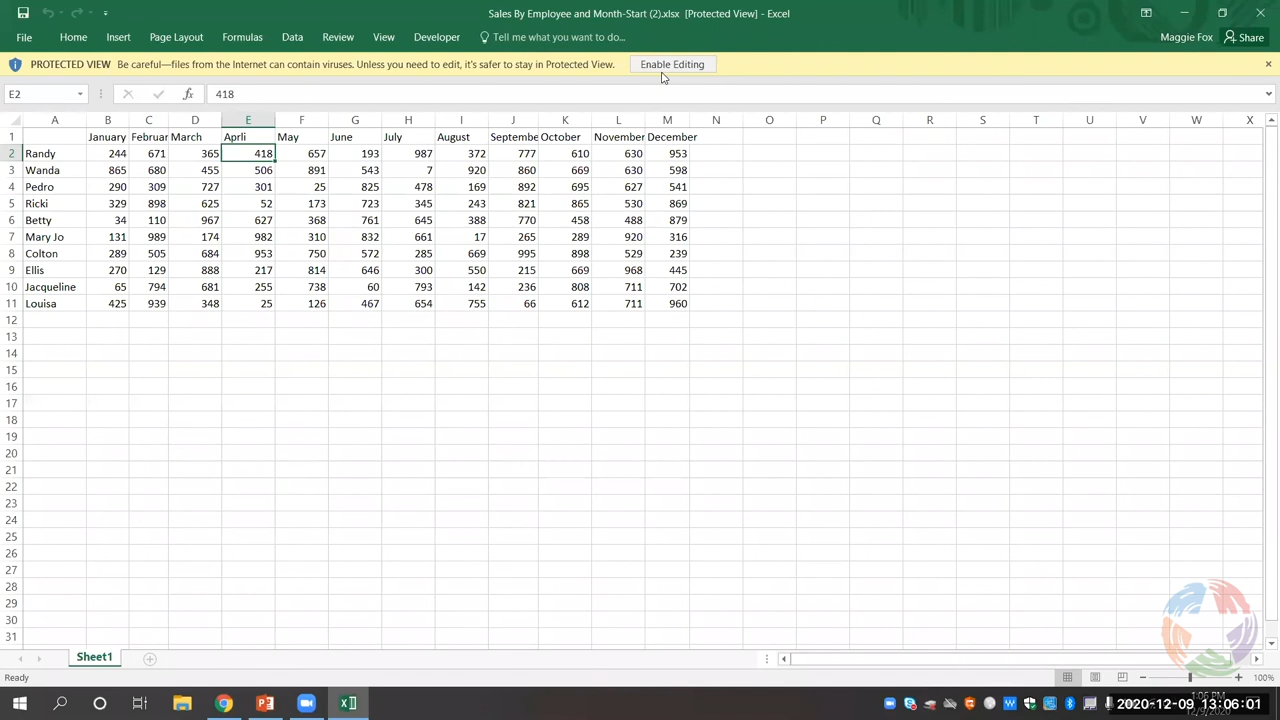 Sales By Employee and Month-Start (2).xlsx [Protected View] - Excel
File Home Insert Page Layout Formulas Data Review View Developer Tell me what you want to do... Maggie Fox Share
PROTECTED VIEW Be careful—files from the Internet can contain viruses. Unless you need to edit, it's safer to stay in Protected View. Enable Editing
E2 fx 418
A B C D E F G H I J K L M N O P Q R S T U V W X
1 January Februar March Aprli May June July August Septembe October November December
2 Randy 244 671 365 418 657 193 987 372 777 610 630 953
3 Wanda 865 680 455 506 891 543 7 920 860 669 630 598
4 Pedro 290 309 727 301 25 825 478 169 892 695 627 541
5 Ricki 329 898 625 52 173 723 345 243 821 865 530 869
6 Betty 34 110 967 627 368 761 645 388 770 458 488 879
7 Mary Jo 131 989 174 982 310 832 661 17 265 289 920 316
8 Colton 289 505 684 953 750 572 285 669 995 898 529 239
9 Ellis 270 129 888 217 814 646 300 550 215 669 968 445
10 Jacqueline 65 794 681 255 738 60 793 142 236 808 711 702
11 Louisa 425 939 348 25 126 467 654 755 66 612 711 960
12
13
14
15
16
17
18
19
20
21
22
23
24
25
26
27
28
29
30
31
Sheet1
Ready 100%
1:06 PM
2020-12-09 13:06:01
12/9/2020